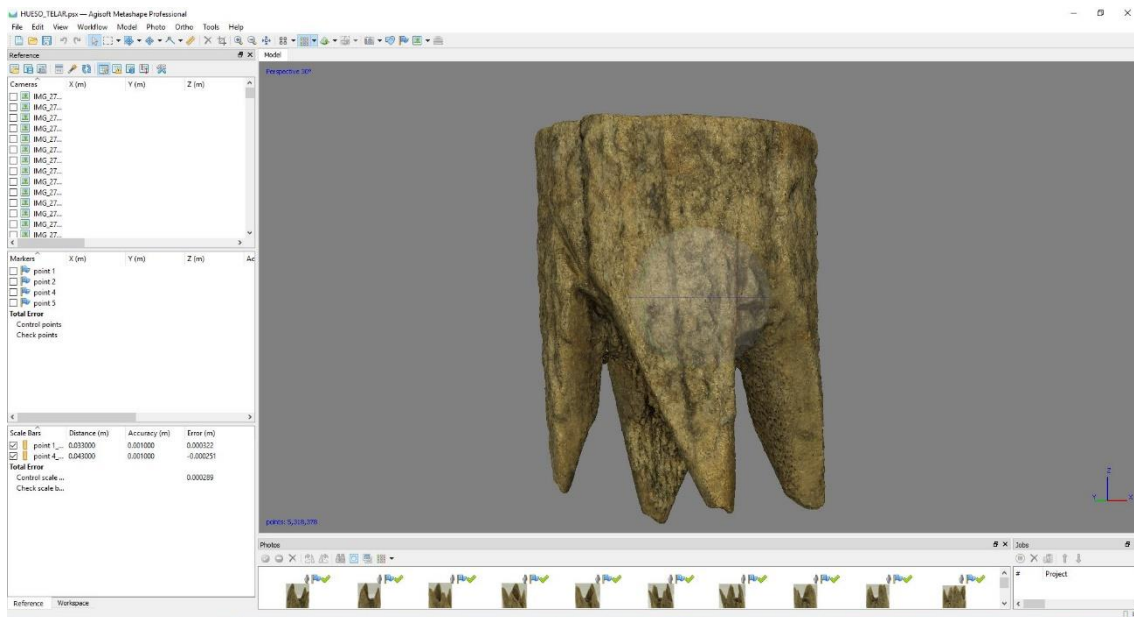 HUESO_TELAR.psx — Agisoft Metashape Professional
File Edit View Workflow Model Photo Ortho Tools Help
Reference
Model
Cameras X (m) Y (m) Z (m)
Perspective 30°
IMG_27...
IMG_27...
IMG_27...
IMG_27...
IMG_27...
IMG_27...
IMG_27...
IMG_27...
IMG_27...
IMG_27...
IMG_27...
IMG_27...
IMG_27...
IMG_27...
Markers X (m) Y (m) Z (m) Ac
point 1
point 2
point 4
point 5
Total Error
Control points
Check points
Scale Bars Distance (m) Accuracy (m) Error (m)
point 1_... 0.033000 0.001000 0.000322
point 4_... 0.043000 0.001000 -0.000251
Total Error
Control scale ... 0.000289
Check scale b...
Z
Y X
points: 5,318,378
Photos
Jobs
# Project
Reference Workspace